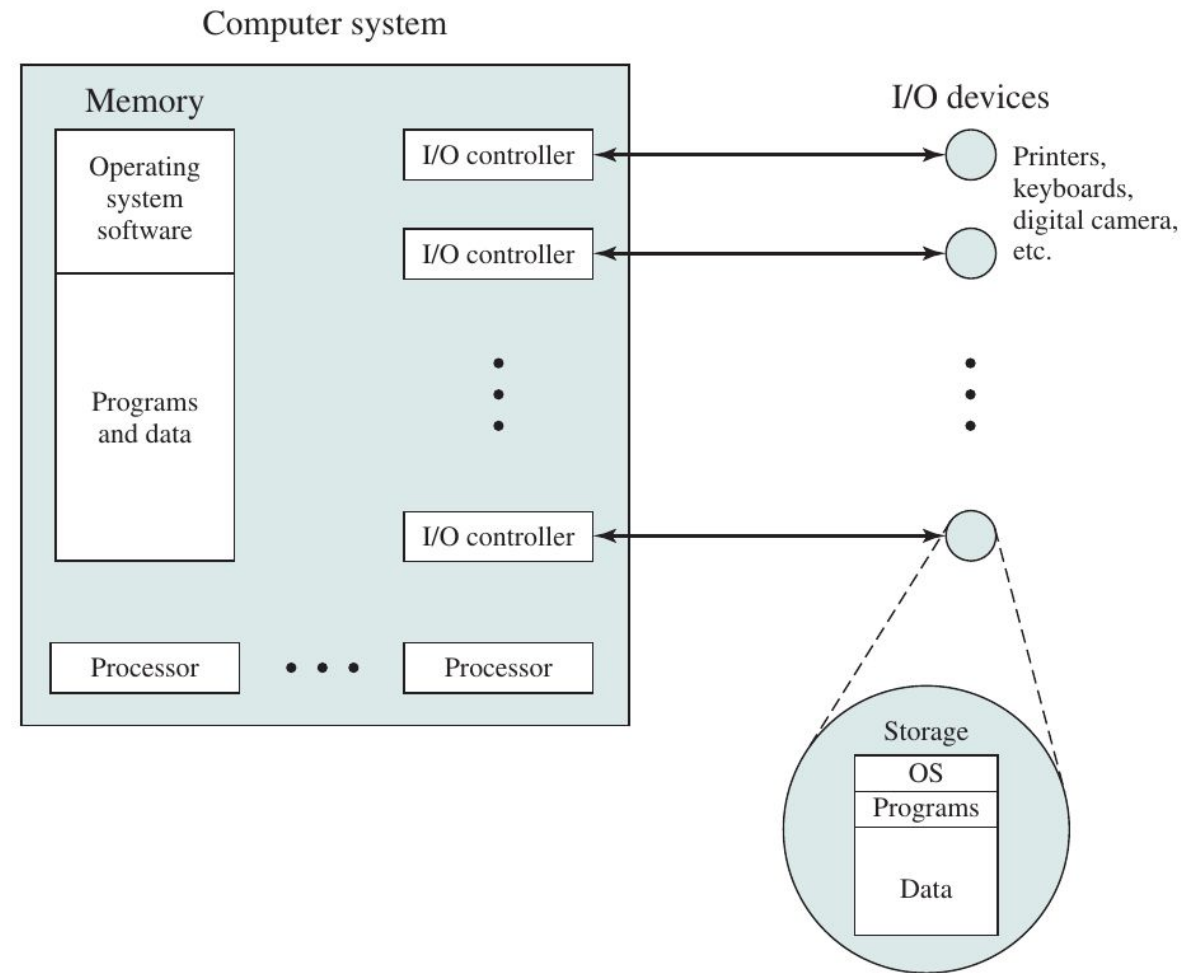 Computer system
Memory
Operating
system
software
Programs
and data
I/O controller
I/O controller
I/O controller
Processor
Processor
I/O devices
Printers,
keyboards,
digital camera,
etc.
Storage
OS
Programs
Data